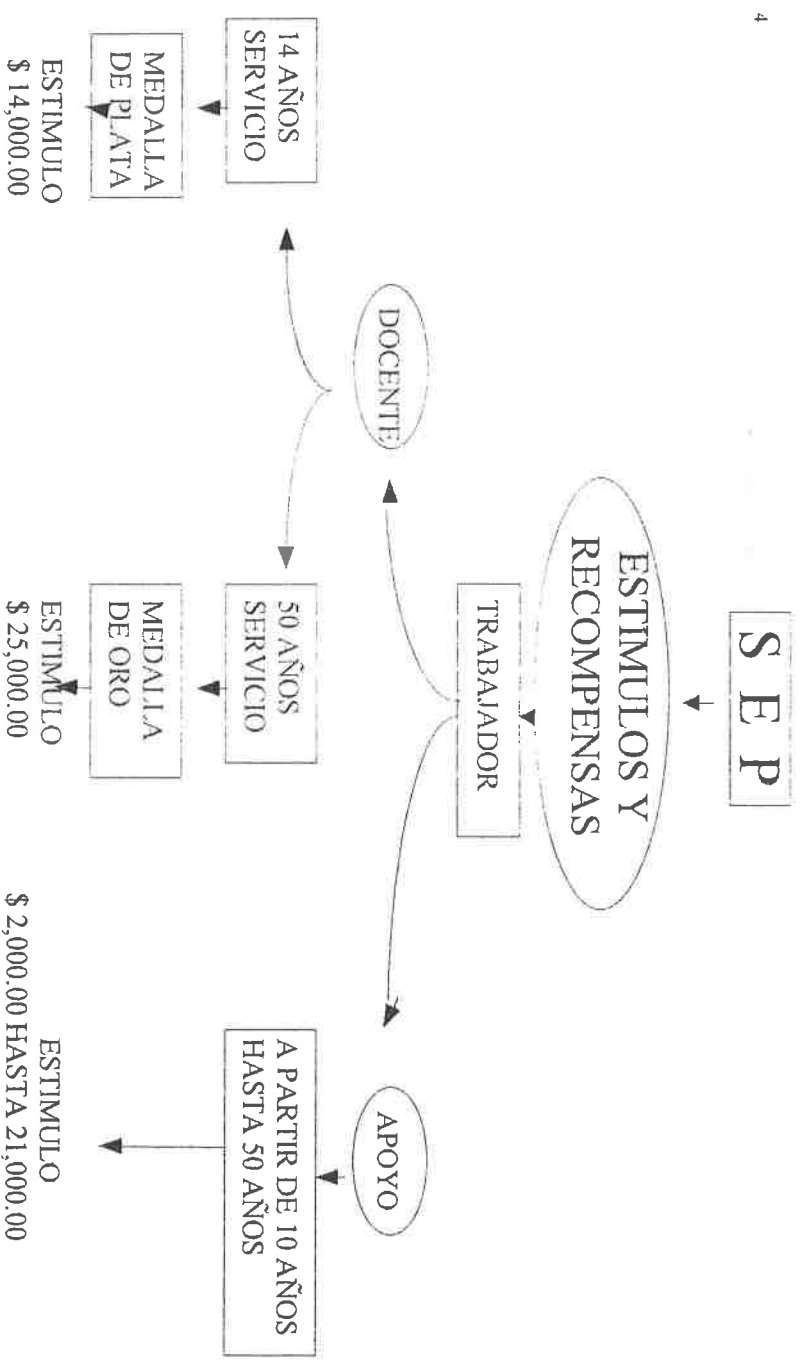 4
S E P
ESTIMULOS Y
RECOMPENSAS
TRABAJADOR
DOCENTE
APOYO
14 AÑOS
SERVICIO
50 AÑOS
SERVICIO
A PARTIR DE 10 AÑOS
HASTA 50 AÑOS
MEDALLA
DE PLATA
MEDALLA
DE ORO
ESTIMULO
$ 14,000.00
ESTIMULO
$ 25,000.00
ESTIMULO
$ 2,000.00 HASTA 21,000.00